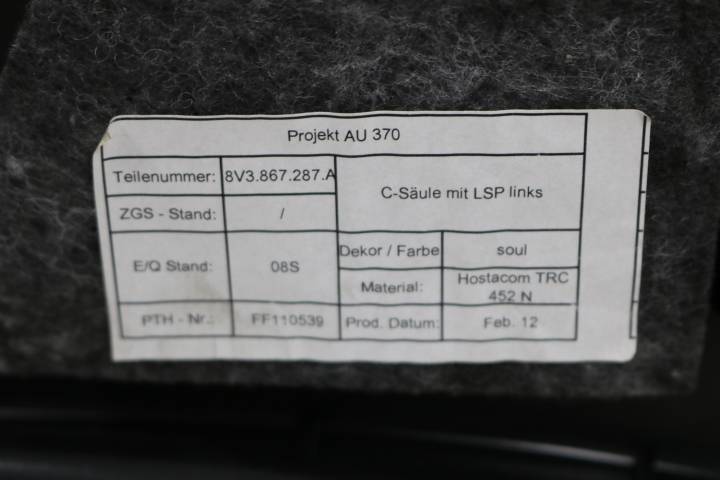 Projekt AU 370
Teilenummer: 8V3.867.287.A
C-Säule mit LSP links
ZGS - Stand: /
E/Q Stand: 08S
Dekor / Farbe soul
Material: Hostacom TRC
452 N
PTH - Nr.: FF110539
Prod. Datum: Feb. 12